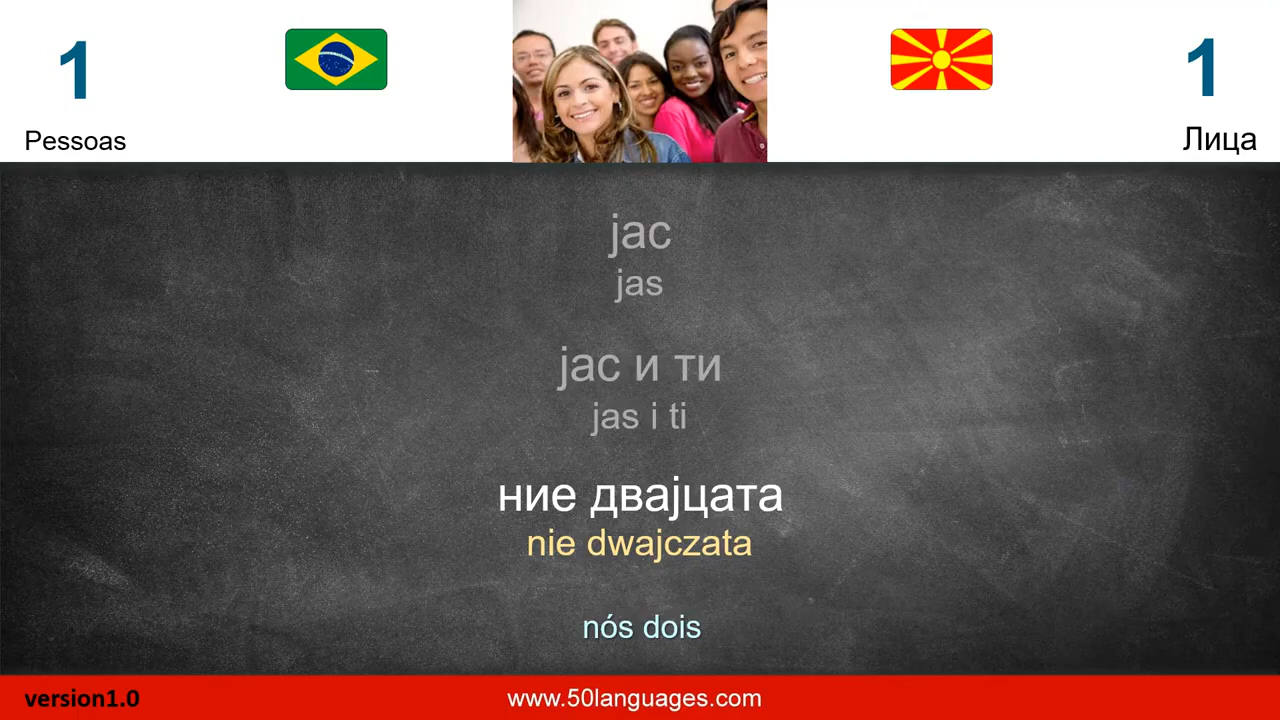 1
1
Pessoas
Лица
јас
jas
јас и ти
jas i ti
ние двајцата
nie dwajczata
nós dois
version1.0
www.50languages.com